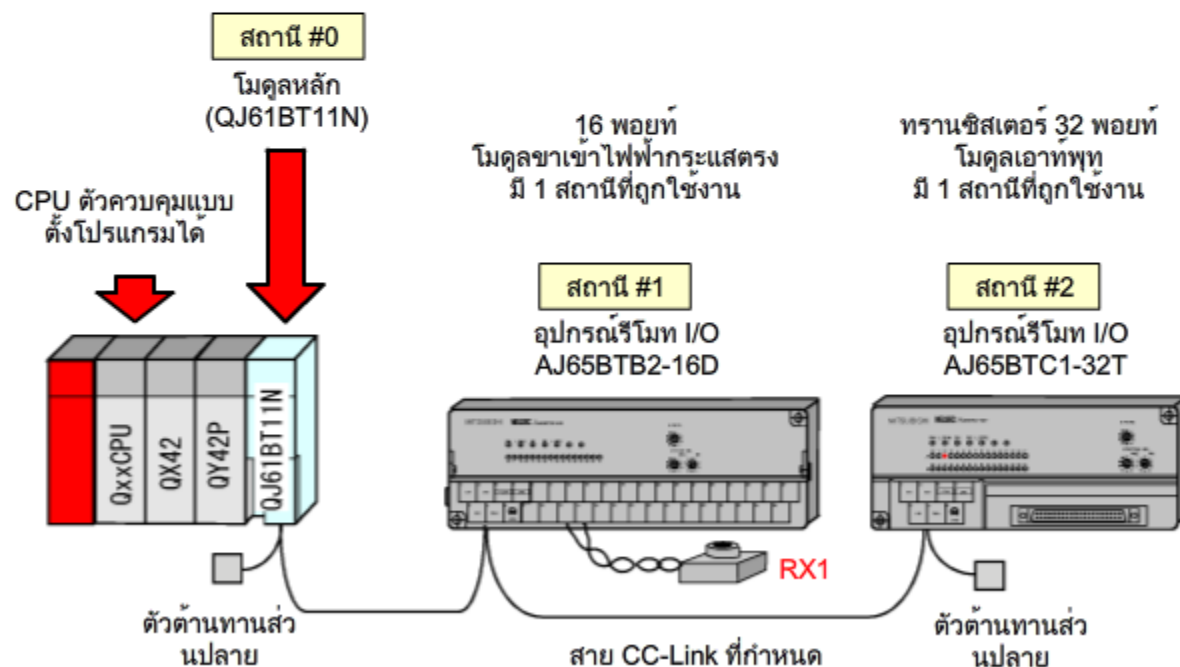 สถานี #0
โมดูลหลัก
(QJ61BT11N)
CPU ตัวควบคุมแบบ
ตั้งโปรแกรมได้
16 พอยท์
โมดูลขาเข้าไฟฟ้ากระแสตรง
มี 1 สถานีที่ถูกใช้งาน
ทรานซิสเตอร์ 32 พอยท์
โมดูลเอาท์พุท
มี 1 สถานีที่ถูกใช้งาน
สถานี #1
อุปกรณ์รีโมท I/O
AJ65BTB2-16D
สถานี #2
อุปกรณ์รีโมท I/O
AJ65BTC1-32T
QxxCPU
QX42
QY42P
QJ61BT11N
MITSUBISHI
MITSUBISHI
RX1
ตัวต้านทานส่ว
นปลาย
สาย CC-Link ที่กำหนด
ตัวต้านทานส่ว
นปลาย